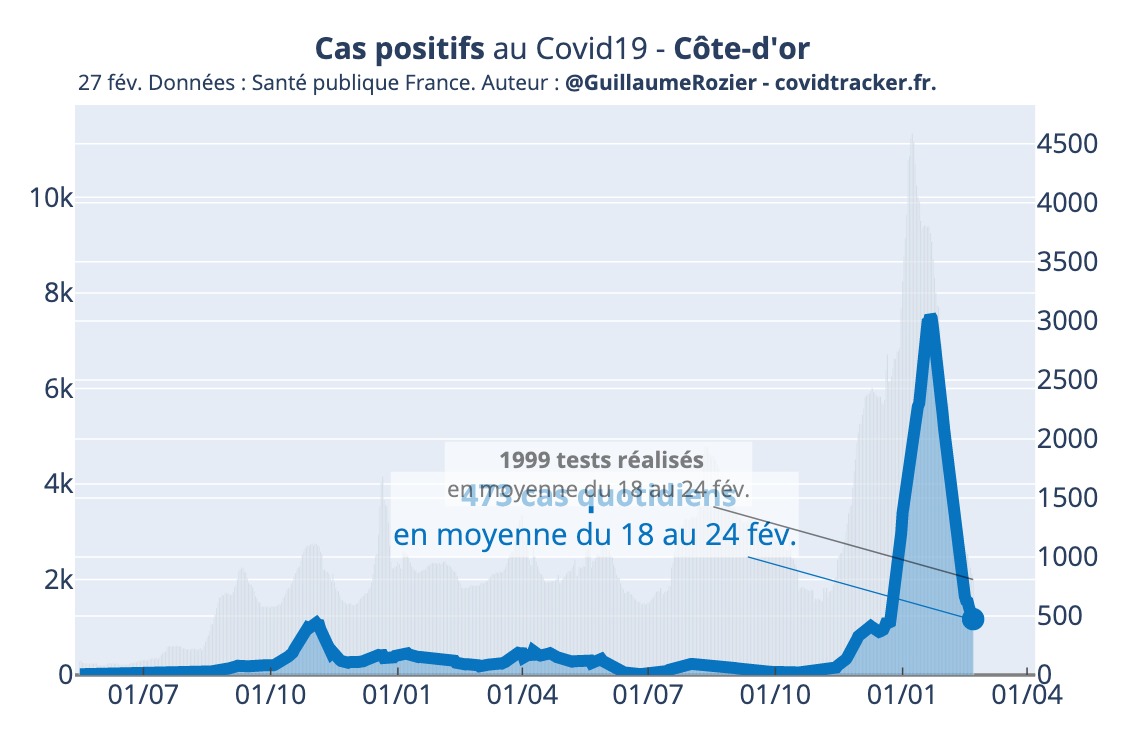 Cas positifs au Covid19 - Côte-d'or
27 fév. Données : Santé publique France. Auteur : @GuillaumeRozier - covidtracker.fr.
4500
10k
4000
3500
8k
3000
6k
2500
2000
1999 tests réalisés
en moyenne du 18 au 24 fév.
4k
473 cas quotidiens
1500
en moyenne du 18 au 24 fév.
1000
2k
500
0
0
01/07
01/10
01/01
01/04
01/07
01/10
01/01
01/04